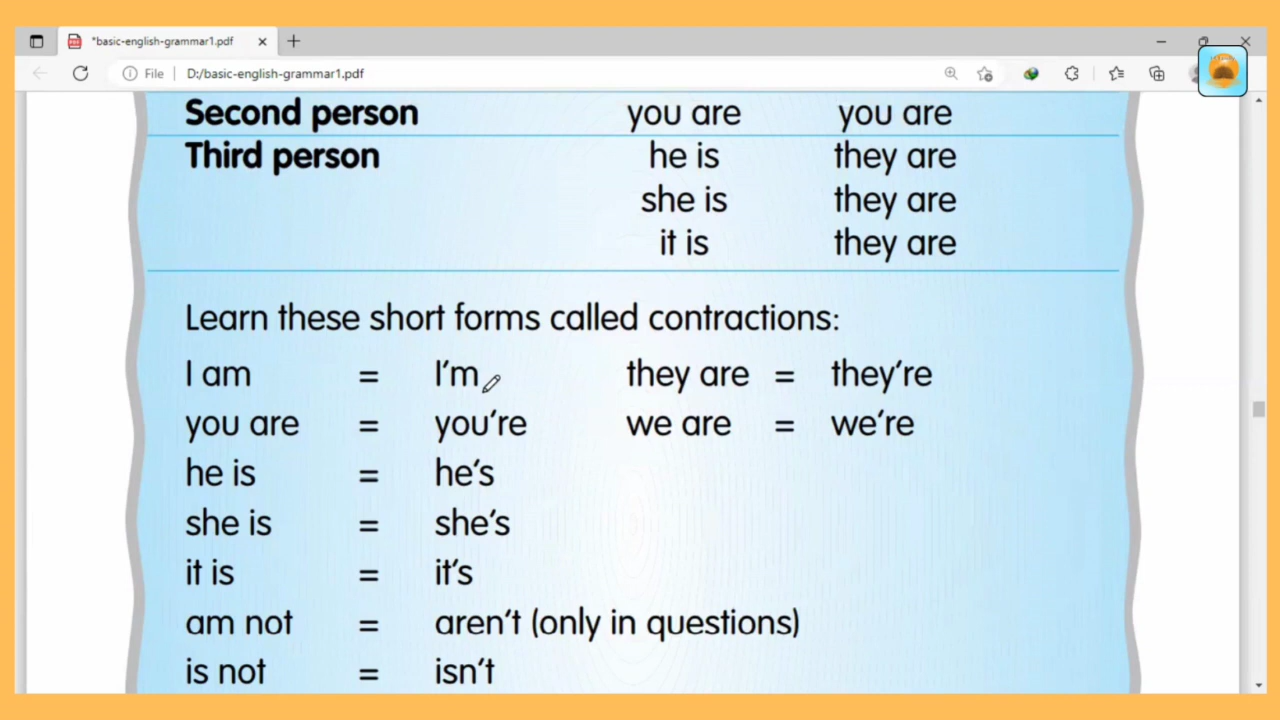 *basic-english-grammar1.pdf
File | D:/basic-english-grammar1.pdf
Second person you are you are
Third person he is they are
she is they are
it is they are
Learn these short forms called contractions:
I am = I'm they are = they're
you are = you're we are = we're
he is = he's
she is = she's
it is = it's
am not = aren't (only in questions)
is not = isn't